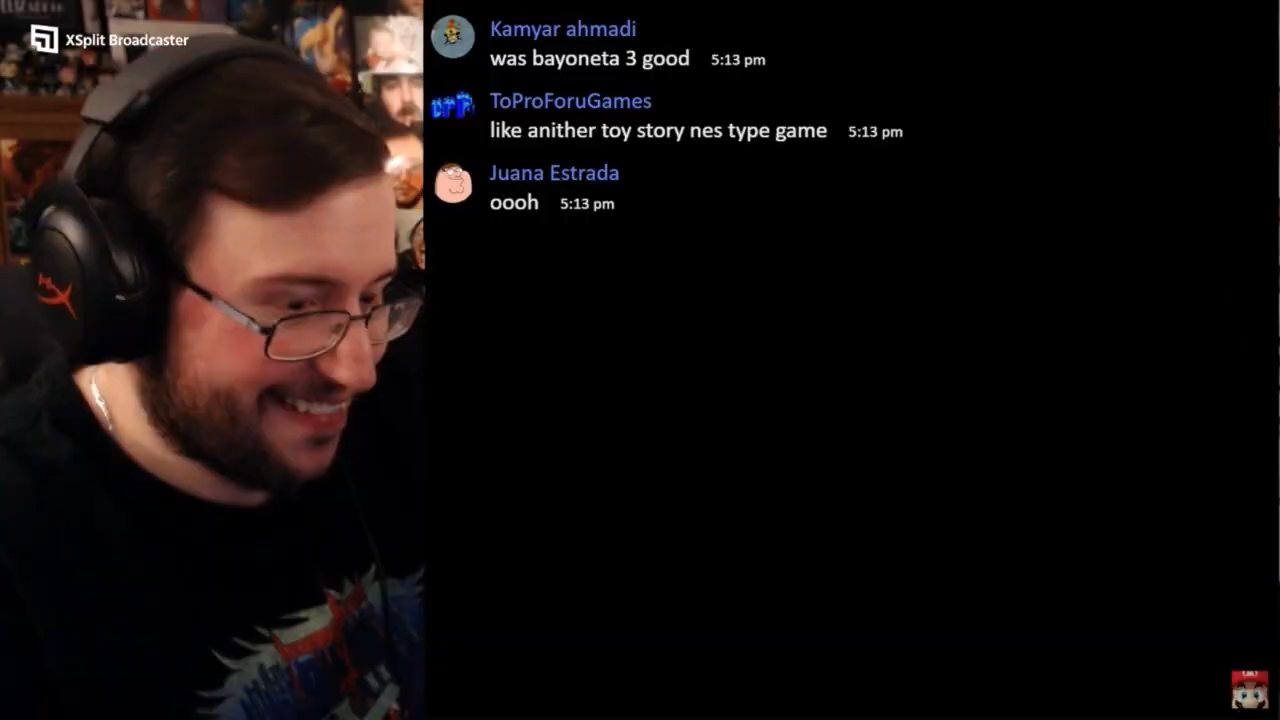 XSplit Broadcaster
Kamyar ahmadi
was bayoneta 3 good 5:13 pm
ToProForuGames
like anither toy story nes type game 5:13 pm
Juana Estrada
oooh 5:13 pm